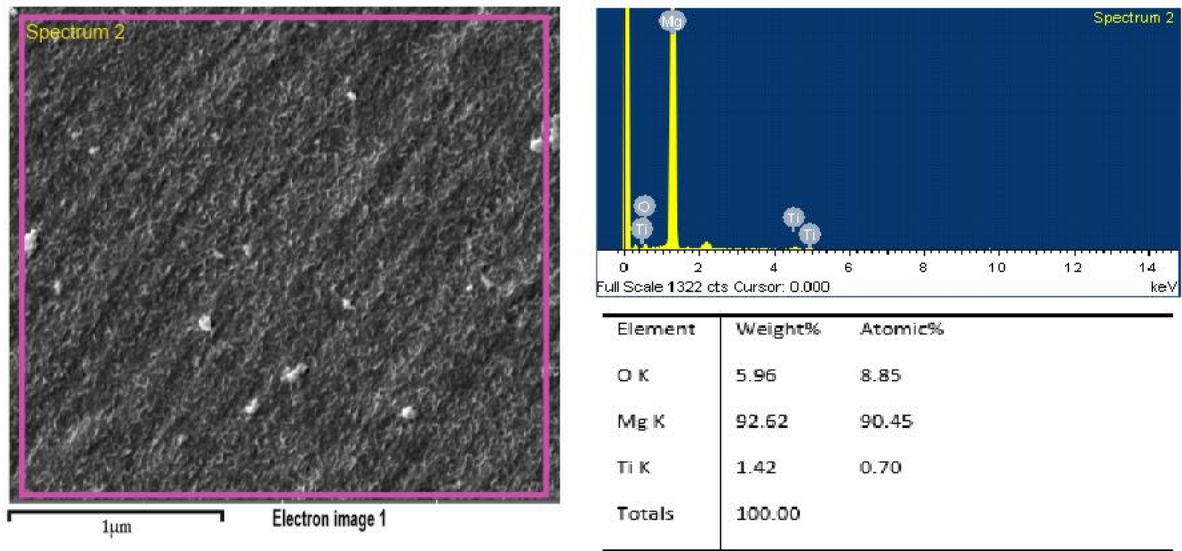 Spectrum 2
1μm
Electron image 1
Spectrum 2
Mg
O
Ti
Ti
Ti
0 2 4 6 8 10 12 14
Full Scale 1322 cts Cursor: 0.000 keV
Element Weight% Atomic%
O K 5.96 8.85
Mg K 92.62 90.45
Ti K 1.42 0.70
Totals 100.00